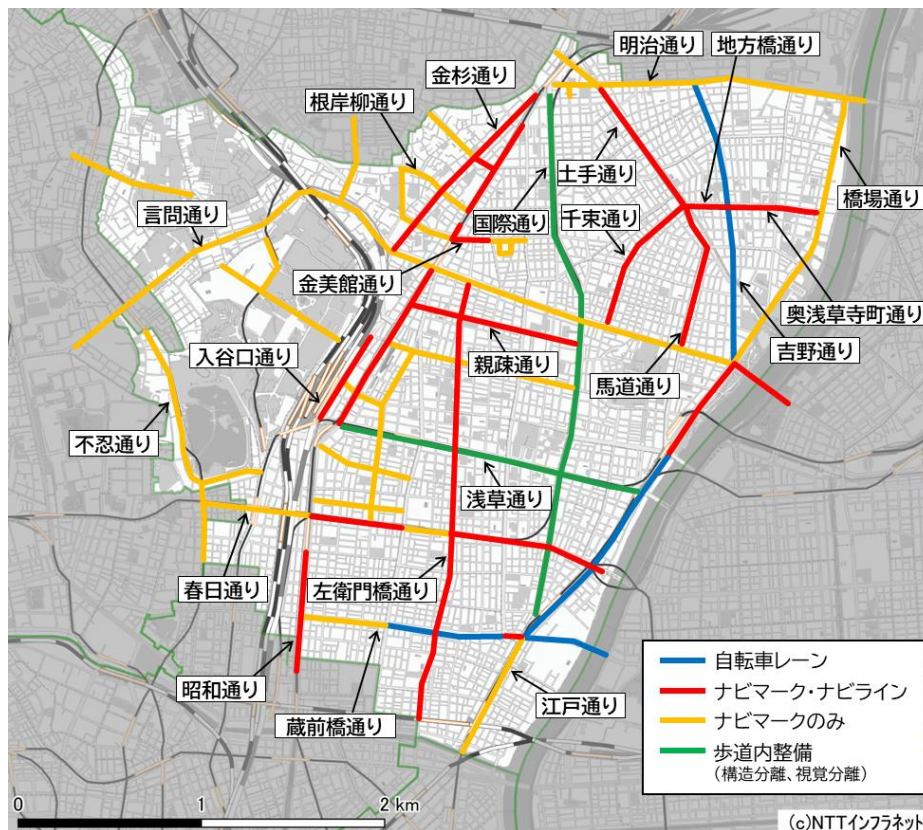 明治通り
地方橋通り
金杉通り
根岸柳通り
土手通り
橋場通り
言問通り
国際通り
千束通り
金美館通り
奥浅草寺町通り
入谷口通り
親疎通り
馬道通り
吉野通り
不忍通り
浅草通り
春日通り
左衛門橋通り
昭和通り
蔵前橋通り
江戸通り
自転車レーン
ナビマーク・ナビライン
ナビマークのみ
歩道内整備
(構造分離、視覚分離)
0 1 2 km
(c)NTTインフラネット